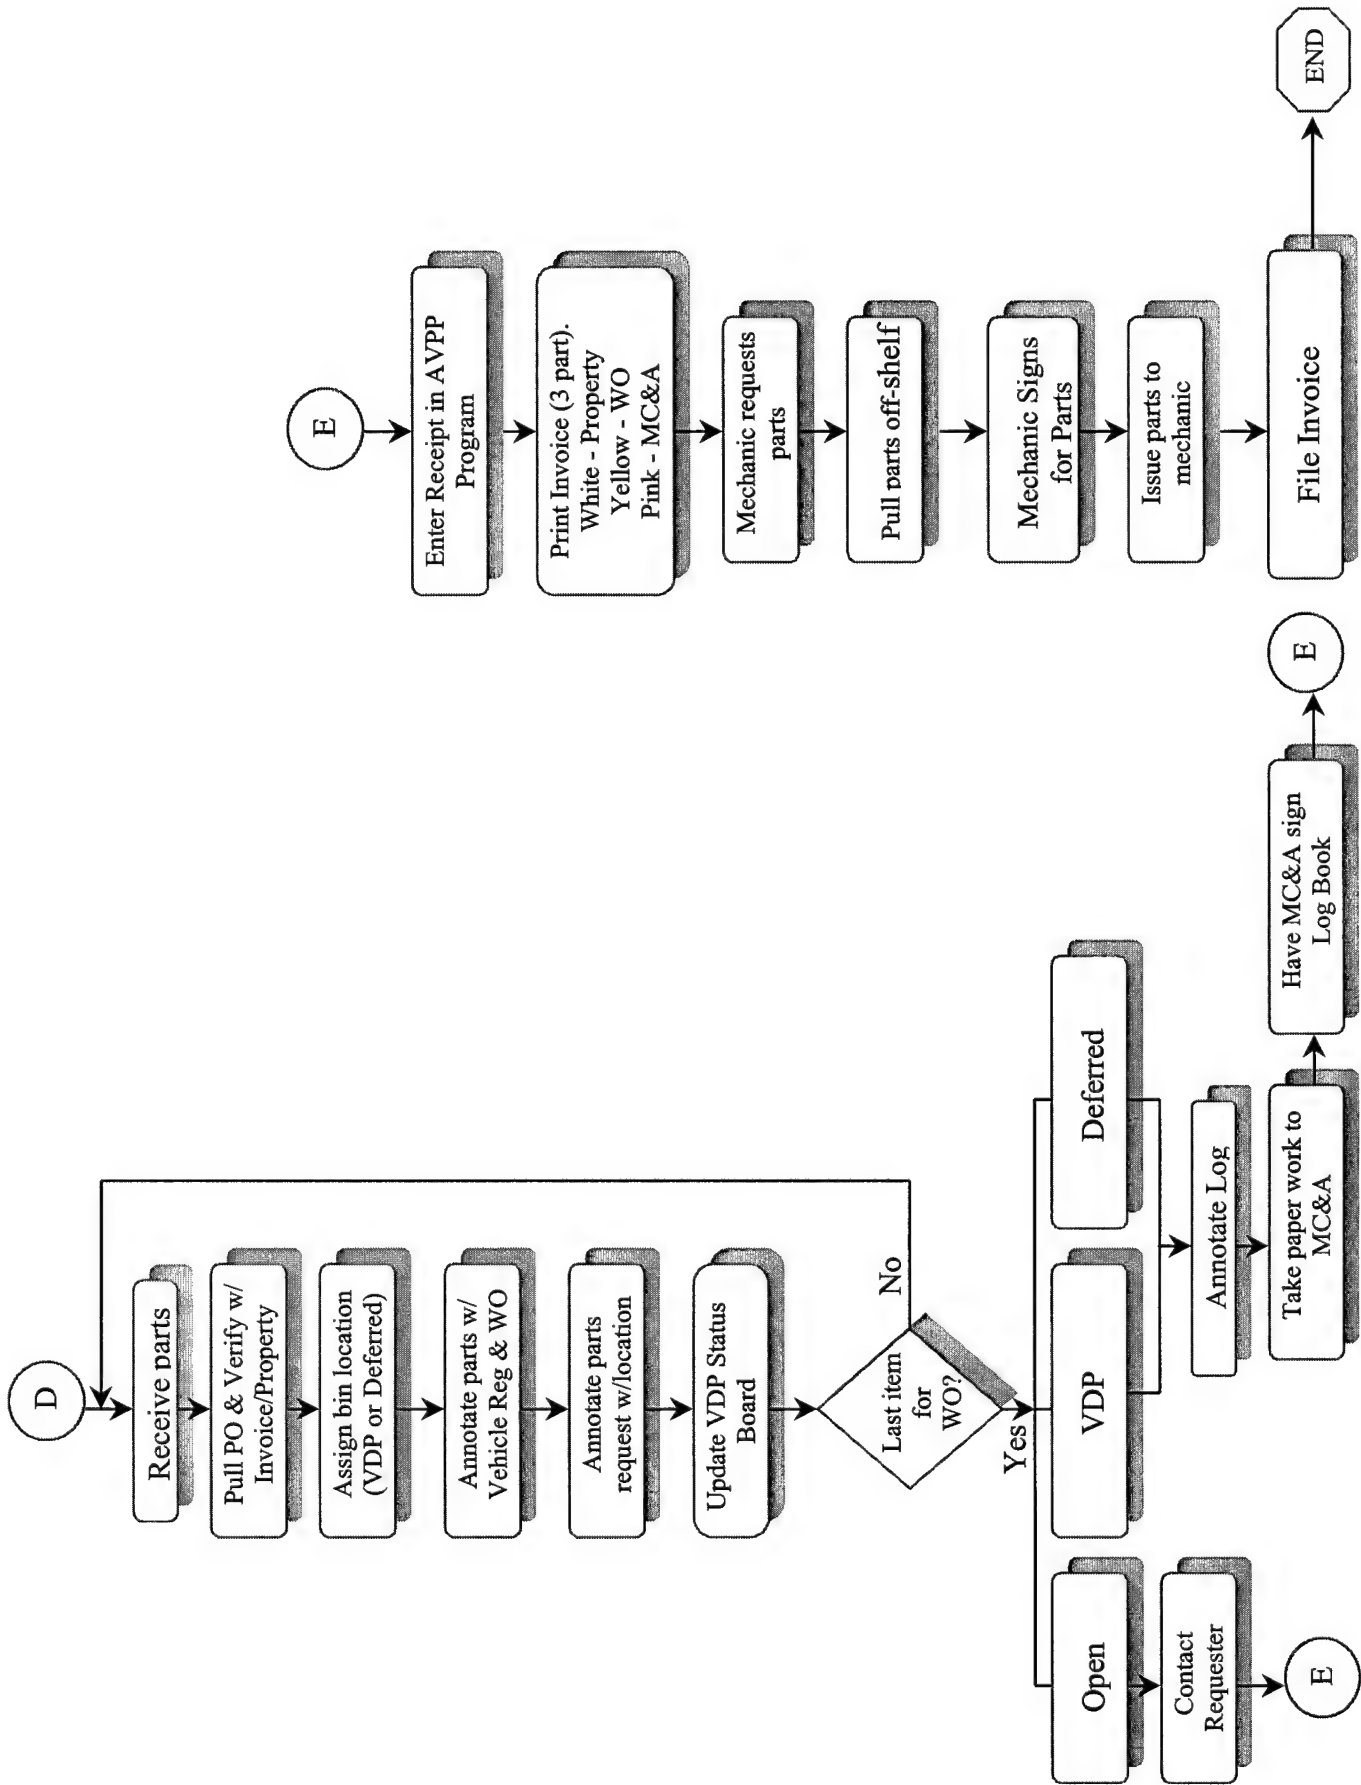 D
Receive parts
Pull PO & Verify w/
Invoice/Property
Assign bin location
(VDP or Deferred)
Annotate parts w/
Vehicle Reg & WO
Annotate parts
request w/location
Update VDP Status
Board
Last item
for
WO?
No
Yes
Open
VDP
Deferred
Contact
Requester
E
Annotate Log
Take paper work to
MC&A
Have MC&A sign
Log Book
E
E
Enter Receipt in AVPP
Program
Print Invoice (3 part).
White - Property
Yellow - WO
Pink - MC&A
Mechanic requests
parts
Pull parts off-shelf
Mechanic Signs
for Parts
Issue parts to
mechanic
File Invoice
END